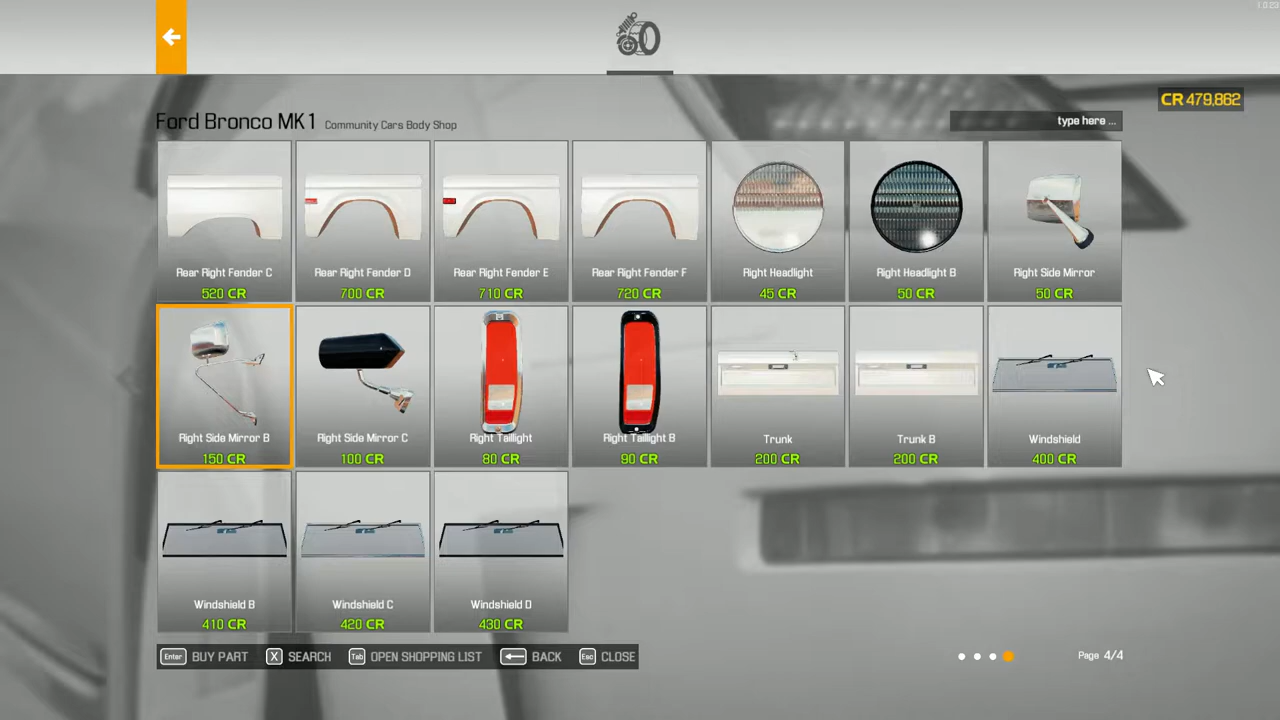 1.0.23
CR 479,862
Ford Bronco MK1 Community Cars Body Shop
type here ...
Rear Right Fender C
520 CR
Rear Right Fender D
700 CR
Rear Right Fender E
710 CR
Rear Right Fender F
720 CR
Right Headlight
45 CR
Right Headlight B
50 CR
Right Side Mirror
50 CR
Right Side Mirror B
150 CR
Right Side Mirror C
100 CR
Right Taillight
80 CR
Right Taillight B
90 CR
Trunk
200 CR
Trunk B
200 CR
Windshield
400 CR
Windshield B
410 CR
Windshield C
420 CR
Windshield D
430 CR
Enter BUY PART X SEARCH Tab OPEN SHOPPING LIST BACK Esc CLOSE
Page 4/4